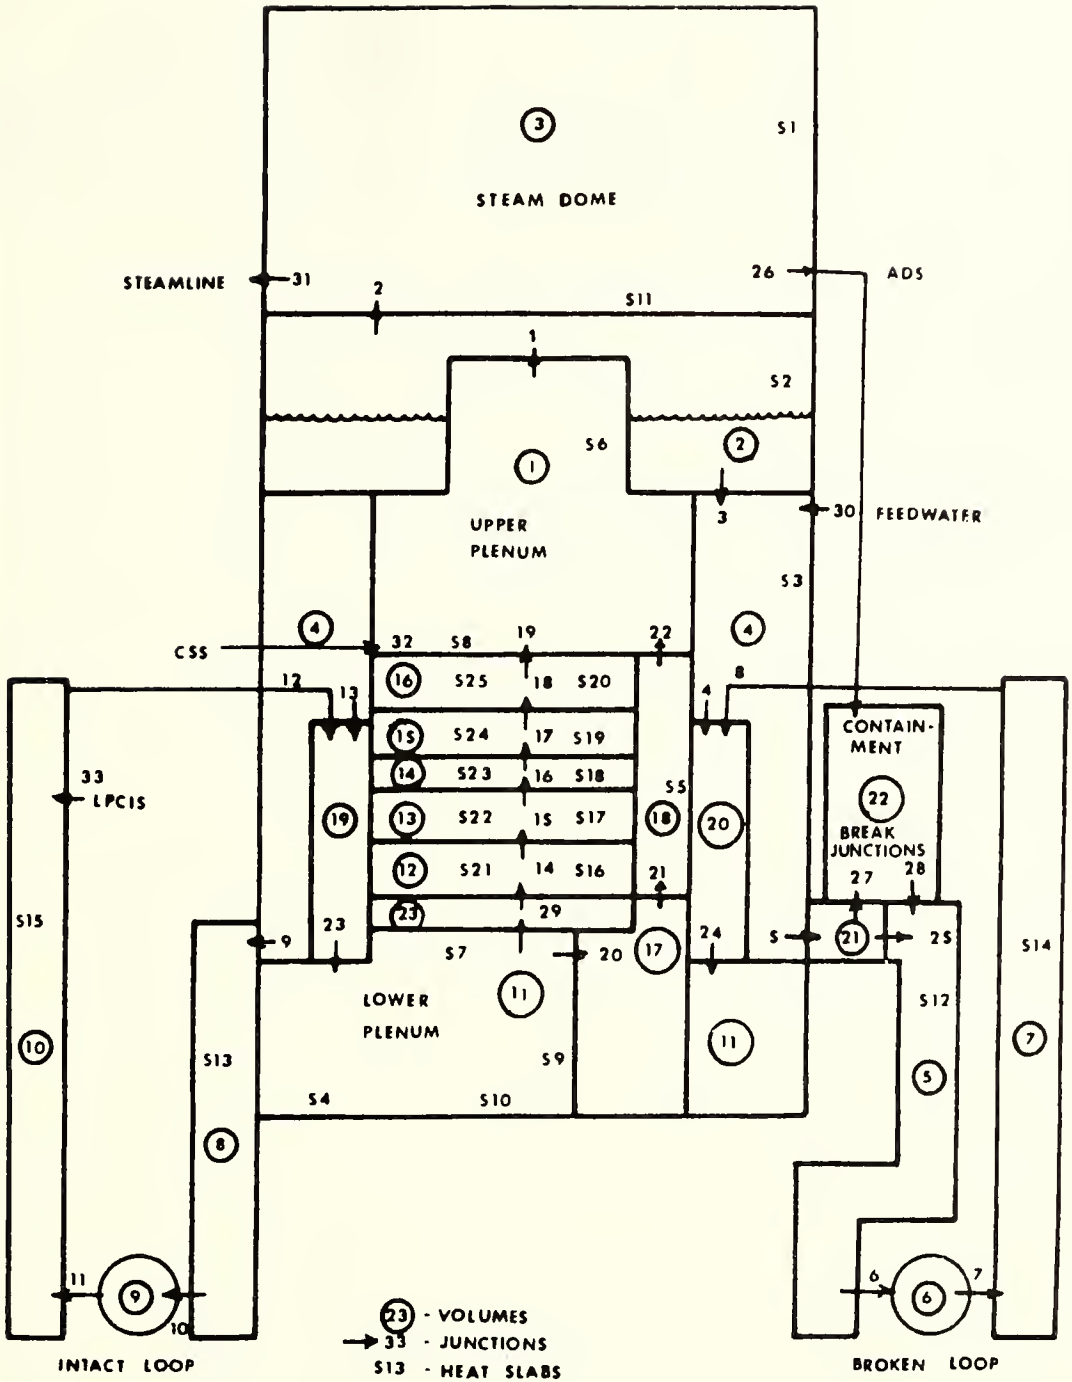 3
S1
STEAM DOME
STEAMLINE
31
26
ADS
2
S11
1
S2
S6
2
1
3
30
FEEDWATER
UPPER
PLENUM
S3
4
4
CSS
32
S8
19
22
12
13
16
S25
18
S20
4
8
15
S24
17
S19
CONTAIN-
MENT
33
LPCIS
14
S23
16
S18
S5
22
19
13
S22
15
S17
18
20
BREAK
JUNCTIONS
12
S21
14
S16
21
27
28
S15
23
29
9
23
S7
20
17
24
5
21
25
S14
11
LOWER
PLENUM
S12
10
S13
S9
11
5
7
S4
S10
8
11
9
10
6
6
7
23 - VOLUMES
33 - JUNCTIONS
S13 - HEAT SLABS
INTACT LOOP
BROKEN LOOP